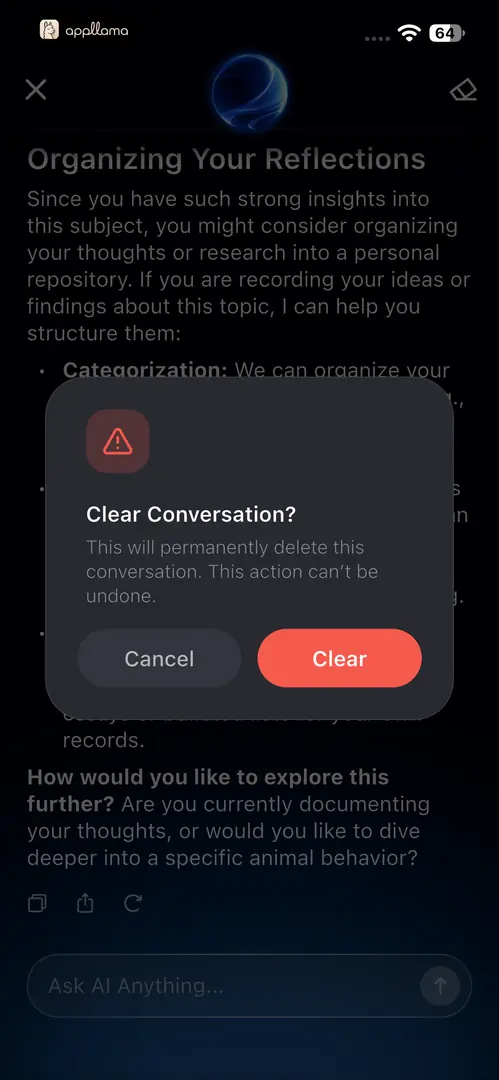 appllama
64
Organizing Your Reflections
Since you have such strong insights into
this subject, you might consider organizing
your thoughts or research into a personal
repository. If you are recording your ideas or
findings about this topic, I can help you
structure them:
• Categorization: We can organize your
Clear Conversation?
This will permanently delete this
conversation. This action can’t be
undone.
Cancel
Clear
records.
How would you like to explore this
further? Are you currently documenting
your thoughts, or would you like to dive
deeper into a specific animal behavior?
Ask AI Anything...